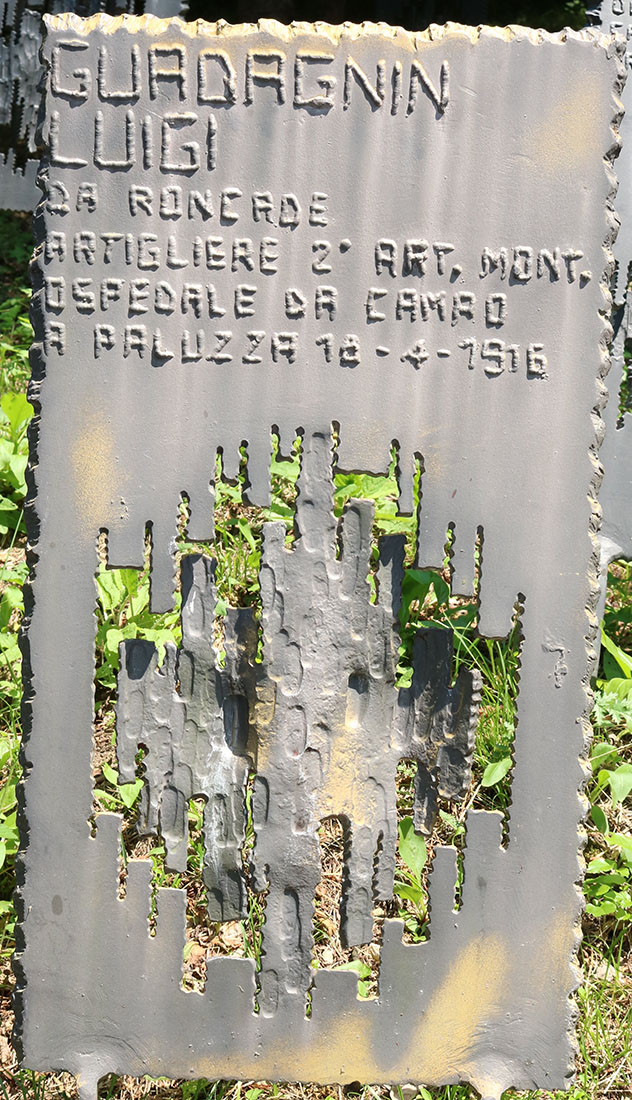 GUADAGNIN
LUIGI
DA RONCADE
ARTIGLIERE 2° ART. MONT.
OSPEDALE DA CAMPO
A PALUZZA 18-4-1916